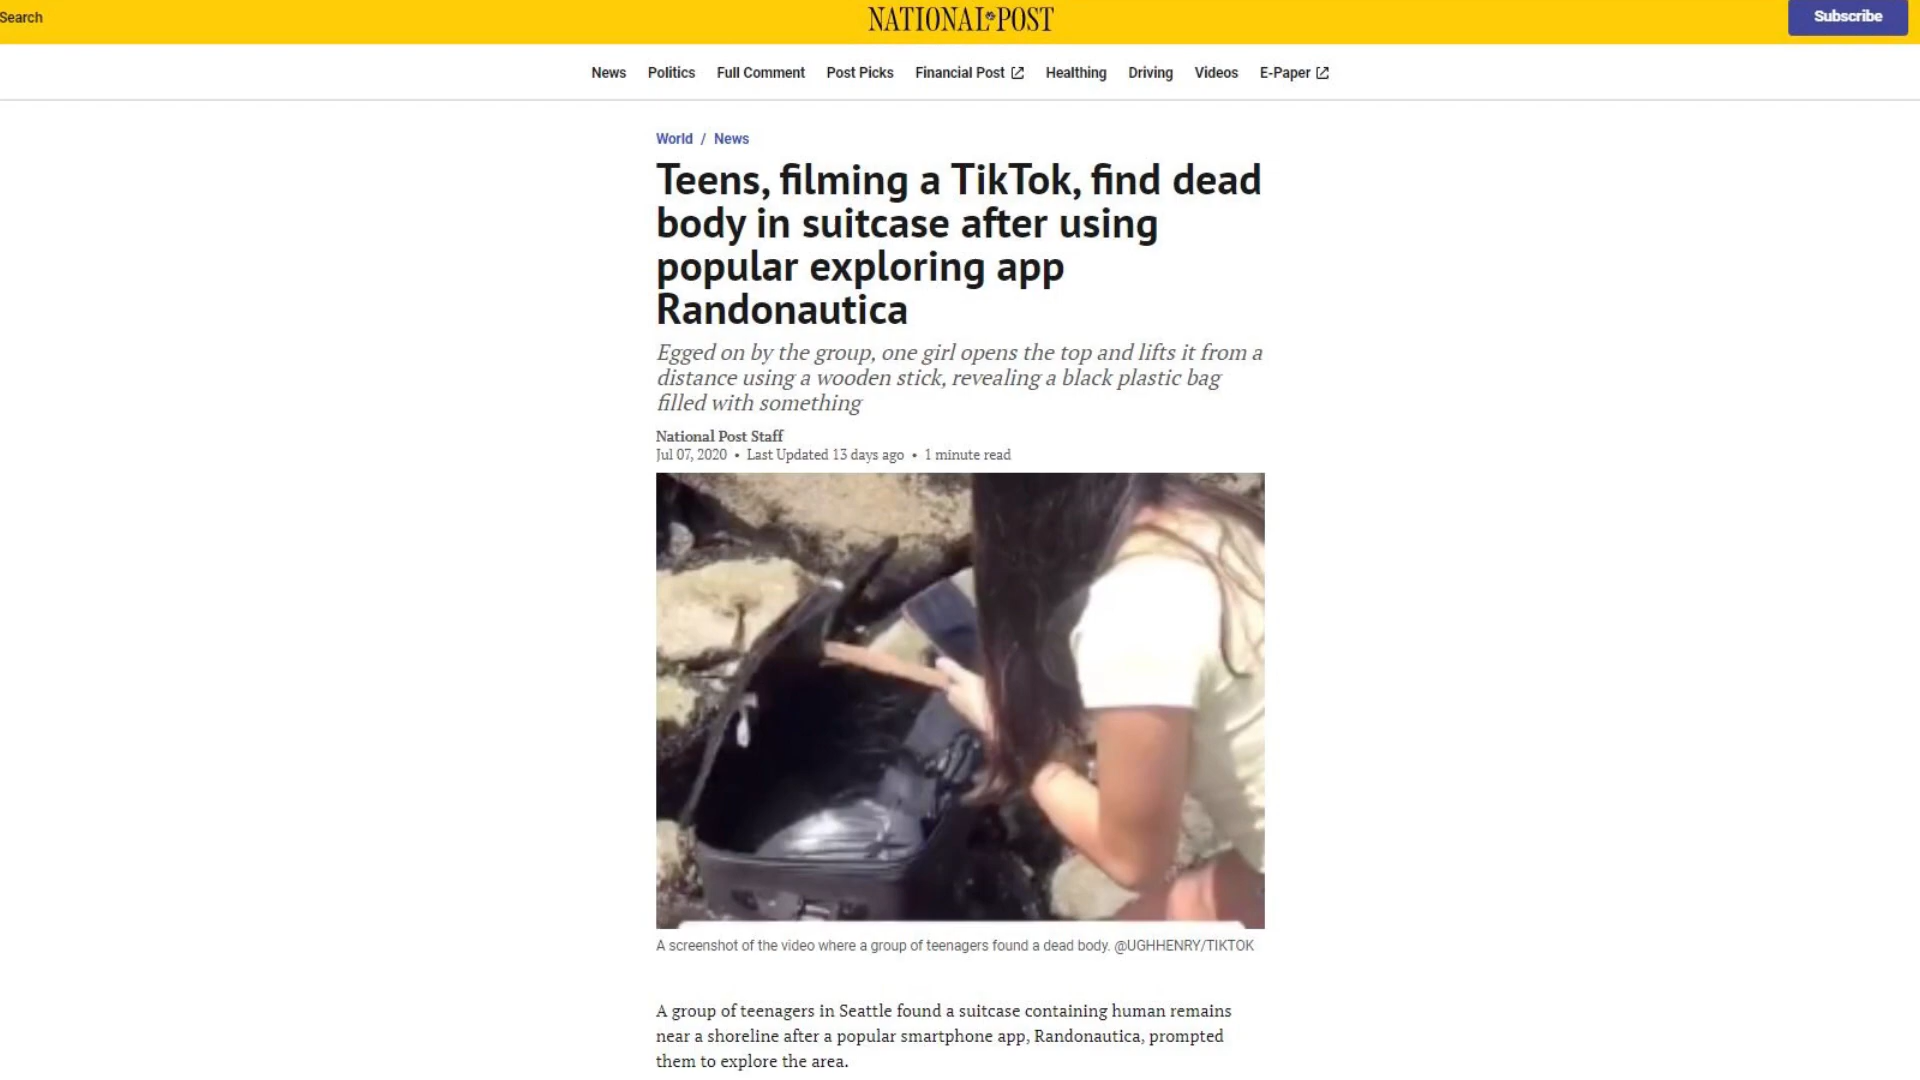 Search
NATIONAL POST
Subscribe
News Politics Full Comment Post Picks Financial Post Healthing Driving Videos E-Paper
World / News
Teens, filming a TikTok, find dead
body in suitcase after using
popular exploring app
Randonautica
Egged on by the group, one girl opens the top and lifts it from a
distance using a wooden stick, revealing a black plastic bag
filled with something
National Post Staff
Jul 07, 2020 • Last Updated 13 days ago • 1 minute read
A screenshot of the video where a group of teenagers found a dead body. @UGHHENRY/TIKTOK
A group of teenagers in Seattle found a suitcase containing human remains
near a shoreline after a popular smartphone app, Randonautica, prompted
them to explore the area.